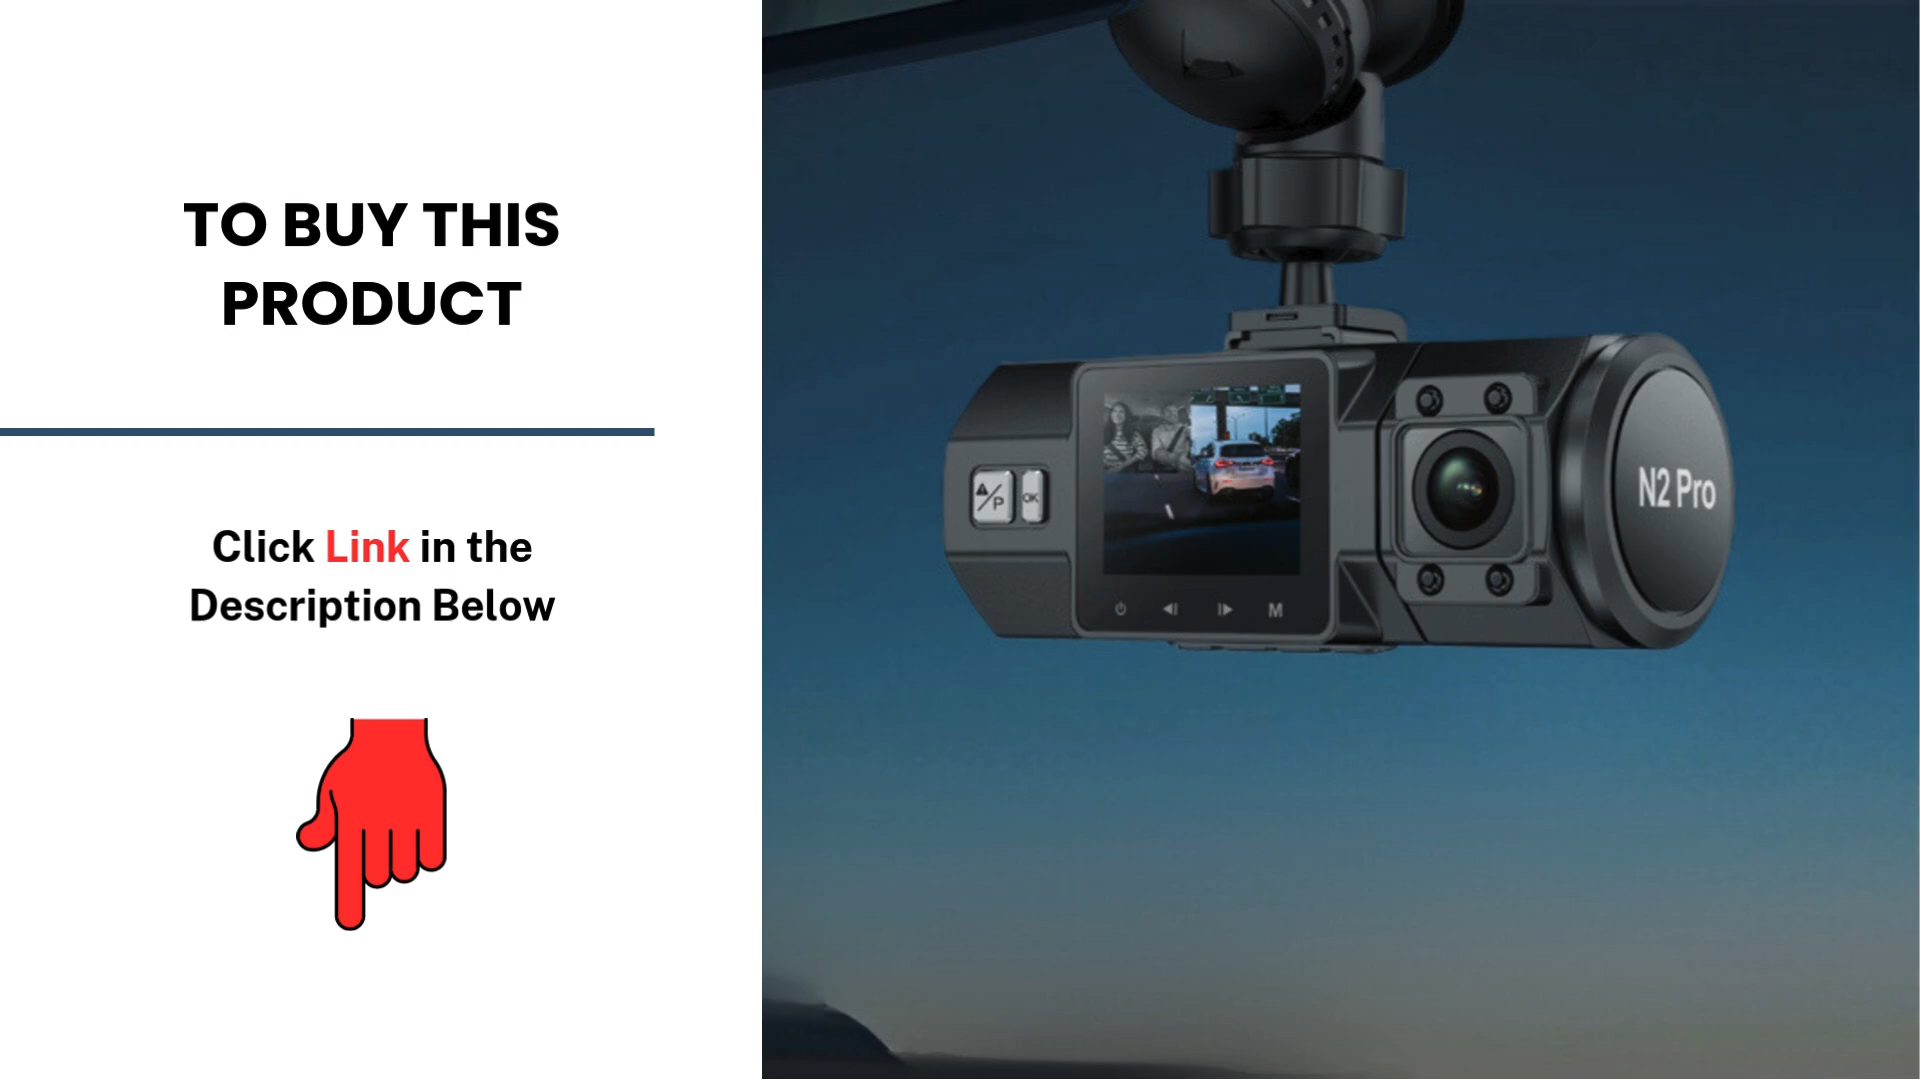 TO BUY THIS
PRODUCT
Click Link in the
Description Below
P
OK
M
N2 Pro